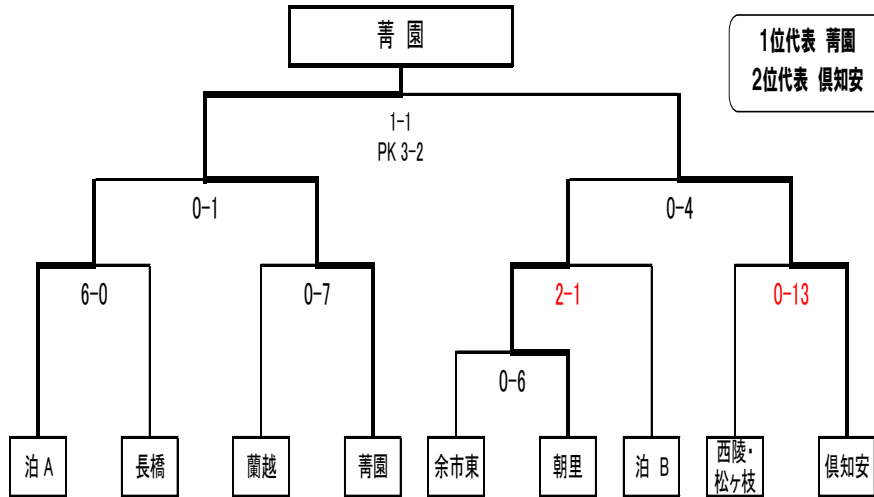 菁 園
1位代表 菁園
2位代表 倶知安
1-1
PK 3-2
0-1
0-4
6-0
0-7
2-1
0-13
0-6
泊 A
長橋
蘭越
菁園
余市東
朝里
泊 B
西陵・
松ケ枝
倶知安